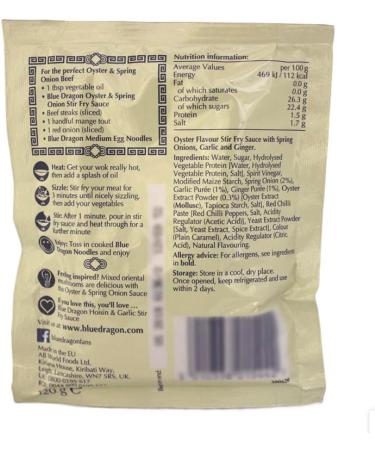 For the perfect Oyster & Spring
Onion Beef
• 1 tbsp vegetable oil
• Blue Dragon Oyster & Spring
Onion Stir Fry Sauce
• Beef steaks (sliced)
• 1 handful mange tout
• 1 red onion (sliced)
• Blue Dragon Medium Egg Noodles
Heat: Get your wok really hot,
then add a splash of oil
Sizzle: Stir fry your meat for
3 minutes until nicely sizzling,
then add your vegetables
Stir: After 1 minute, pour in stir
fry sauce and heat through for a
further minute
Enjoy: Toss in cooked Blue
Dragon Noodles and enjoy
Feeling inspired? Mixed oriental
mushrooms are delicious with
this Oyster & Spring Onion Sauce
If you love this, you'll love…
Blue Dragon Hoisin & Garlic Stir
Fry Sauce
Visit us at www.bluedragon.com
f bluedragonfans
Made in the EU
AB World Foods Ltd,
Kiribati Way,
Leigh, Lancashire, WN7 5RS, UK.
UK: 0800 0195 617
120g e
Nutrition information:
Average Values per 100g
Energy 469 kJ / 112 kcal
Fat 0.0 g
of which saturates 0.0 g
Carbohydrate 26.3 g
of which sugars 22.4 g
Protein 1.5 g
Salt 1.7 g
Oyster Flavour Stir Fry Sauce with Spring
Onions, Garlic and Ginger.
Ingredients: Water, Sugar, Hydrolysed
Vegetable Protein [Water, Hydrolysed
Vegetable Protein, Salt], Spirit Vinegar,
Modified Maize Starch, Spring Onion (2%),
Garlic Purée (1%), Ginger Purée (1%), Oyster
Extract Powder (0.3%) [Oyster Extract
(Mollusc), Tapioca Starch, Salt], Red Chilli
Paste [Red Chilli Peppers, Salt, Acidity
Regulator (Acetic Acid)], Yeast Extract Powder
[Salt, Yeast Extract, Spice Extract], Colour
(Plain Caramel), Acidity Regulator (Citric
Acid), Natural Flavouring.
Allergy advice: For allergens, see ingredients
in bold.
Storage: Store in a cool, dry place.
Once opened, keep refrigerated and use
within 2 days.